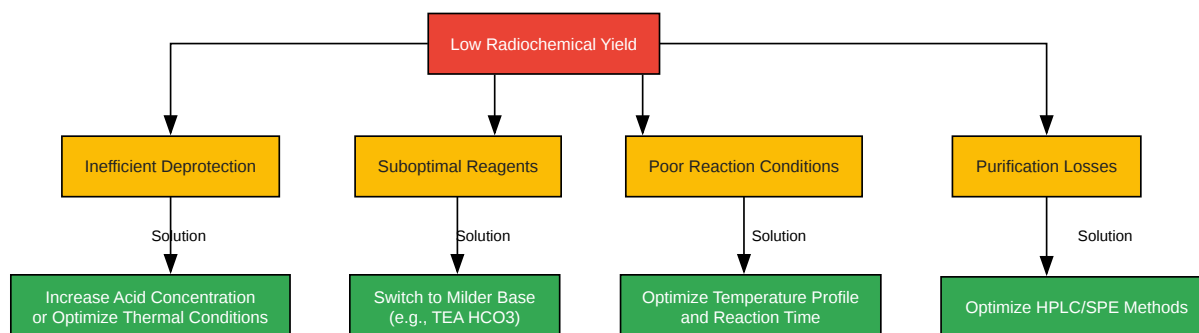 Low Radiochemical Yield
Inefficient Deprotection
Suboptimal Reagents
Poor Reaction Conditions
Purification Losses
Solution
Solution
Solution
Solution
Increase Acid Concentration
or Optimize Thermal Conditions
Switch to Milder Base
(e.g., TEA HCO3)
Optimize Temperature Profile
and Reaction Time
Optimize HPLC/SPE Methods